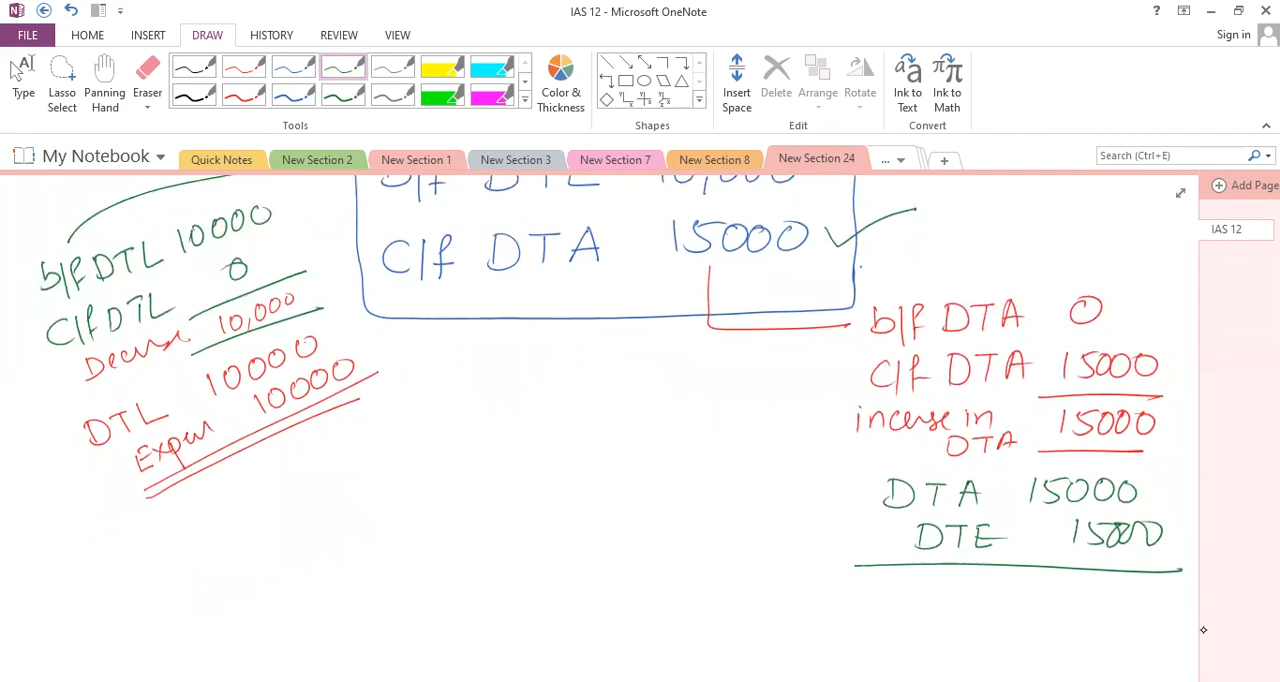 IAS 12 - Microsoft OneNote
?
FILE HOME INSERT DRAW HISTORY REVIEW VIEW
Sign in
Type
Lasso Select
Panning Hand
Eraser
Color & Thickness
Insert Space
Delete
Arrange
Rotate
Ink to Text
Ink to Math
Tools
Shapes
Edit
Convert
My Notebook
Quick Notes
New Section 2
New Section 1
New Section 3
New Section 7
New Section 8
New Section 24
...
+
Search (Ctrl+E)
Add Page
IAS 12
b/f DTL 10,000
C/f DTA 15000
b/f DTL 10000
C/f DTL 0
10,000
DTL 10000
Expen 10000
b/f DTA 0
C/f DTA 15000
incerse in DTA 15000
DTA 15000
DTE 15000